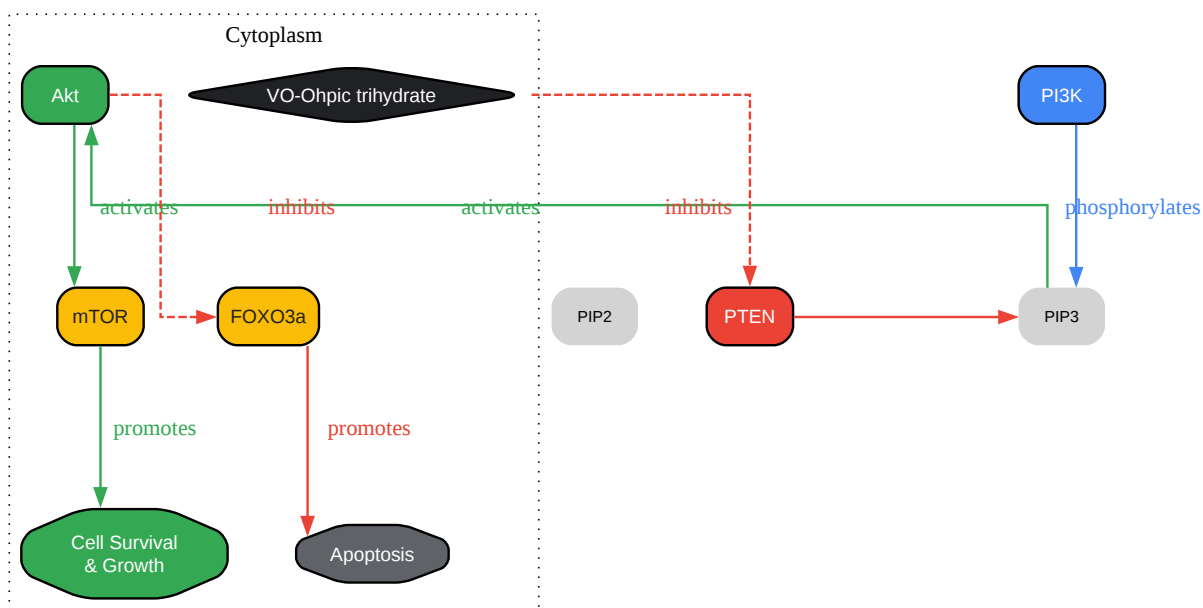 Cytoplasm
Akt
VO-Ohpic trihydrate
PI3K
activates
inhibits
activates
inhibits
phosphorylates
mTOR
FOXO3a
PIP2
PTEN
PIP3
promotes
promotes
Cell Survival
& Growth
Apoptosis